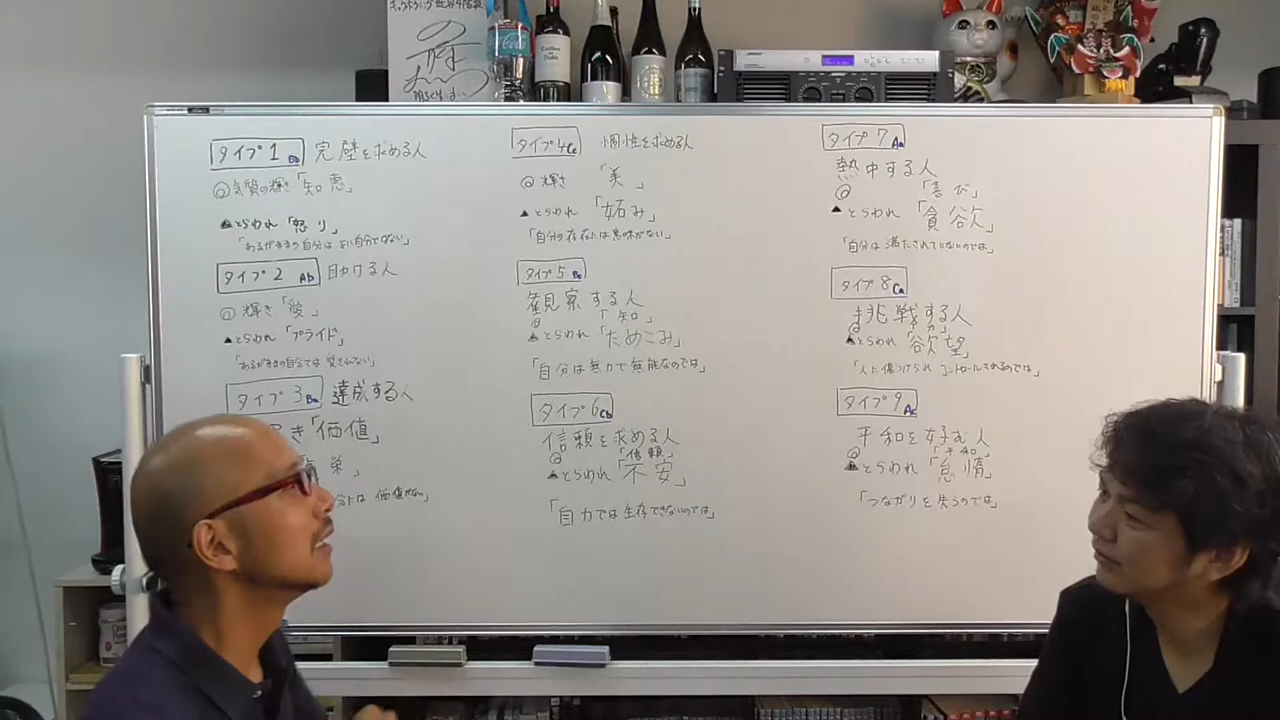 タイプ1 Bb 完璧を求める人
◎気質の輝き「知恵」
▲とらわれ「怒り」
「あるがままの自分は よい自分ではない」
タイプ2 Ab 助ける人
◎ 輝き「愛」
▲とらわれ「プライド」
「あるがままの自分では 愛されない」
タイプ3 Ba 達成する人
き「価値」
栄」
分には 価値がない」
タイプ4 Cc 個性を求める人
◎ 輝き 「美」
▲とらわれ 「妬み」
「自分の存在には意味がない」
タイプ5 Bc
観察する人
◎ 「知」
▲とらわれ「ためこみ」
「自分は無力で無能なのでは」
タイプ6 Cb
信頼を求める人
◎ 「信頼」
▲とらわれ「不安」
「自力では生存できないのでは」
タイプ7 Aa
熱中する人
◎ 「喜び」
▲ とらわれ 「貪欲」
「自分は満たされていないのでは」
タイプ8 Ca
挑戦する人
◎
▲とらわれ「欲望」
「人に傷つけられ コントロールされるのでは」
タイプ9 Ac
平和を好む人
◎ 「平和」
▲とらわれ「怠惰」
「つながりを失うのでは」